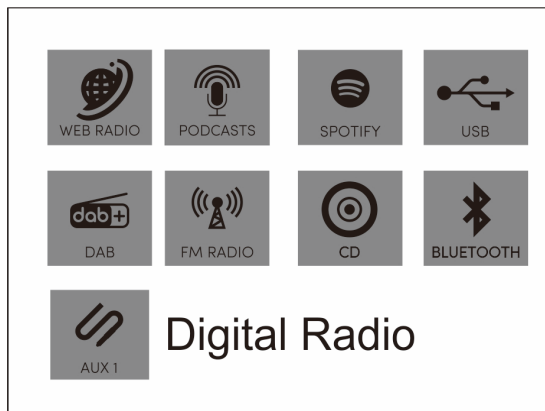 WEB RADIO PODCASTS SPOTIFY USB
dab+
DAB FM RADIO CD BLUETOOTH
AUX 1
Digital Radio